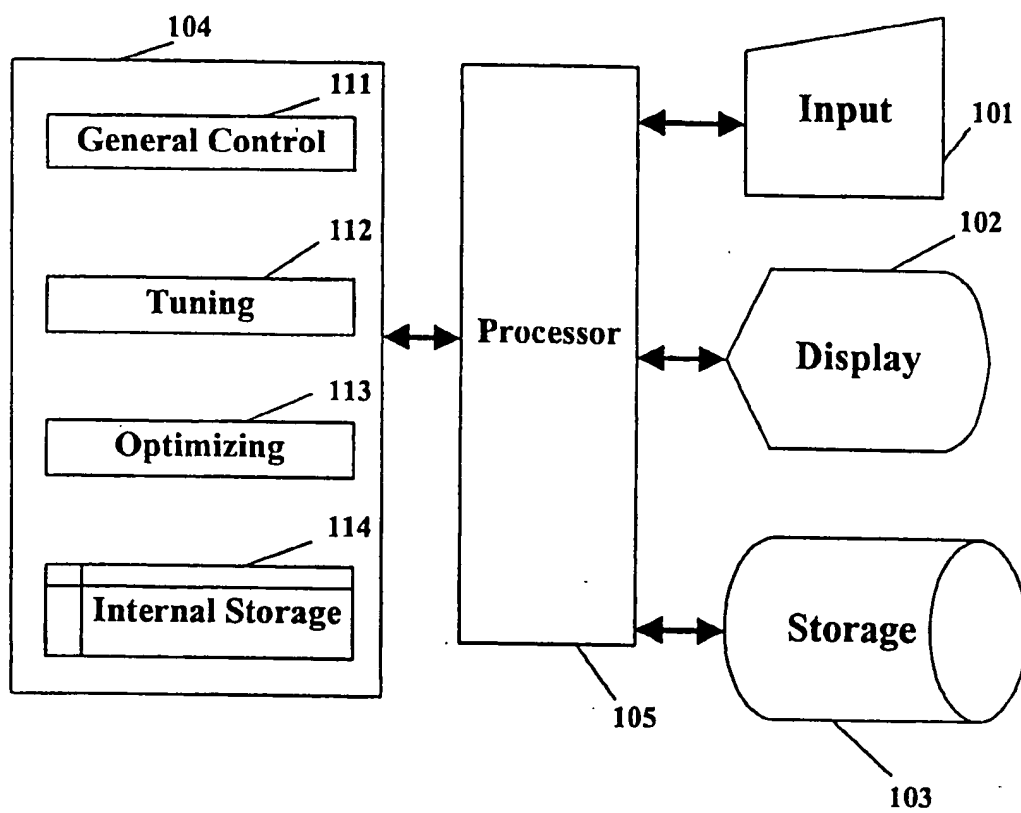 104
111
General Control
112
Tuning
113
Optimizing
114
Internal Storage
Processor
105
Input
101
102
Display
Storage
103